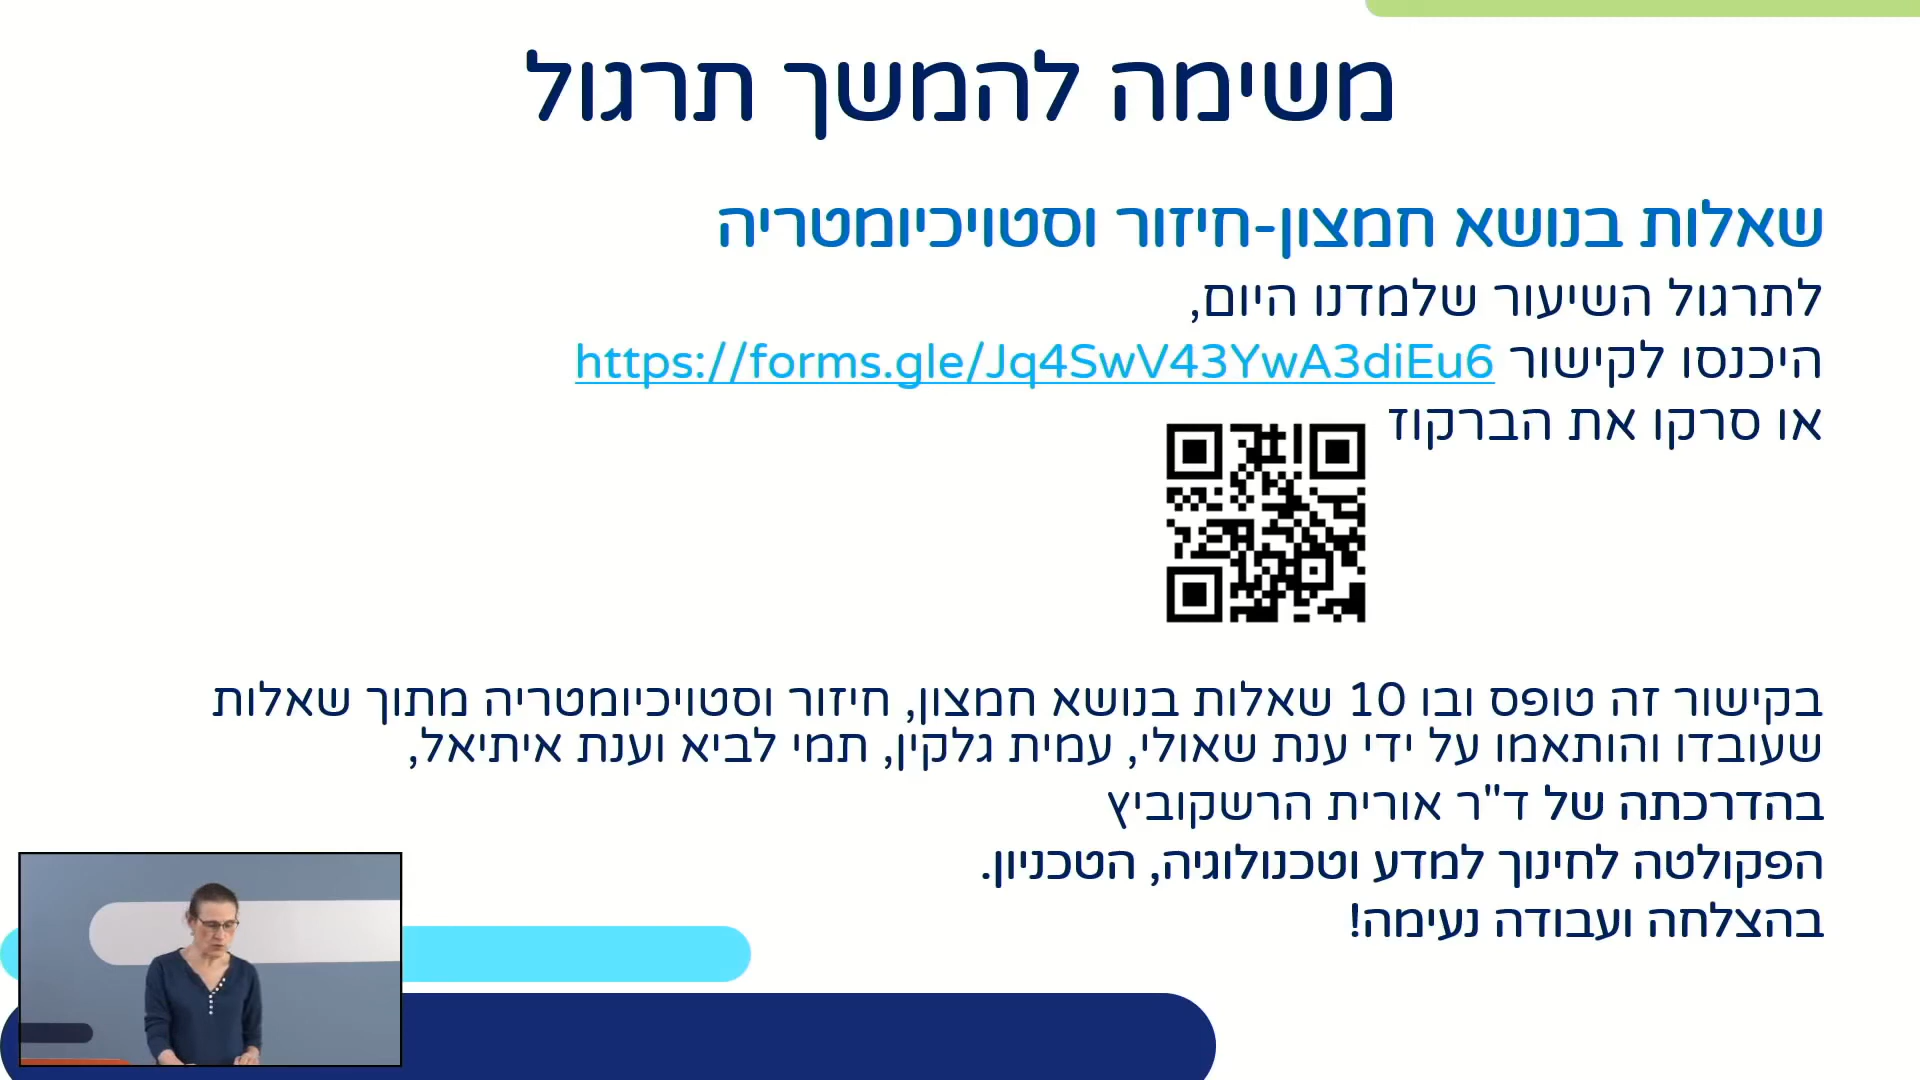 משימה להמשך תרגול
שאלות בנושא חמצון-חיזור וסטויכיומטריה
לתרגול השיעור שלמדנו היום,
היכנסו לקישור https://forms.gle/Jq4SwV43YwA3diEu6
או סרקו את הברקוד
בקישור זה טופס ובו 10 שאלות בנושא חמצון, חיזור וסטויכיומטריה מתוך שאלות
שעובדו והותאמו על ידי ענת שאולי, עמית גלקין, תמי לביא וענת איתיאל,
בהדרכתה של ד"ר אורית הרשקוביץ
הפקולטה לחינוך למדע וטכנולוגיה, הטכניון.
בהצלחה ועבודה נעימה!